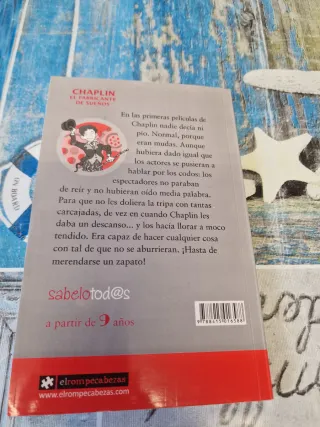 CHAPLIN
EL FABRICANTE
DE SUEÑOS
En las primeras películas de
Chaplin nadie decía ni
pío. Normal, porque
eran mudas. Aunque
hubiera dado igual que
los actores se pusieran a
hablar por los codos: los
espectadores no paraban
de reír y no hubieran oído media palabra.
Para que no les doliera la tripa con tantas
carcajadas, de vez en cuando Chaplin les
daba un descanso... y los hacía llorar a moco
tendido. Era capaz de hacer cualquier cosa
con tal de que no se aburrieran. ¡Hasta de
merendarse un zapato!
sabelotod@s
a partir de 9 años
9 788415 016588
elrompecabezas
www.elrompecabezas.com